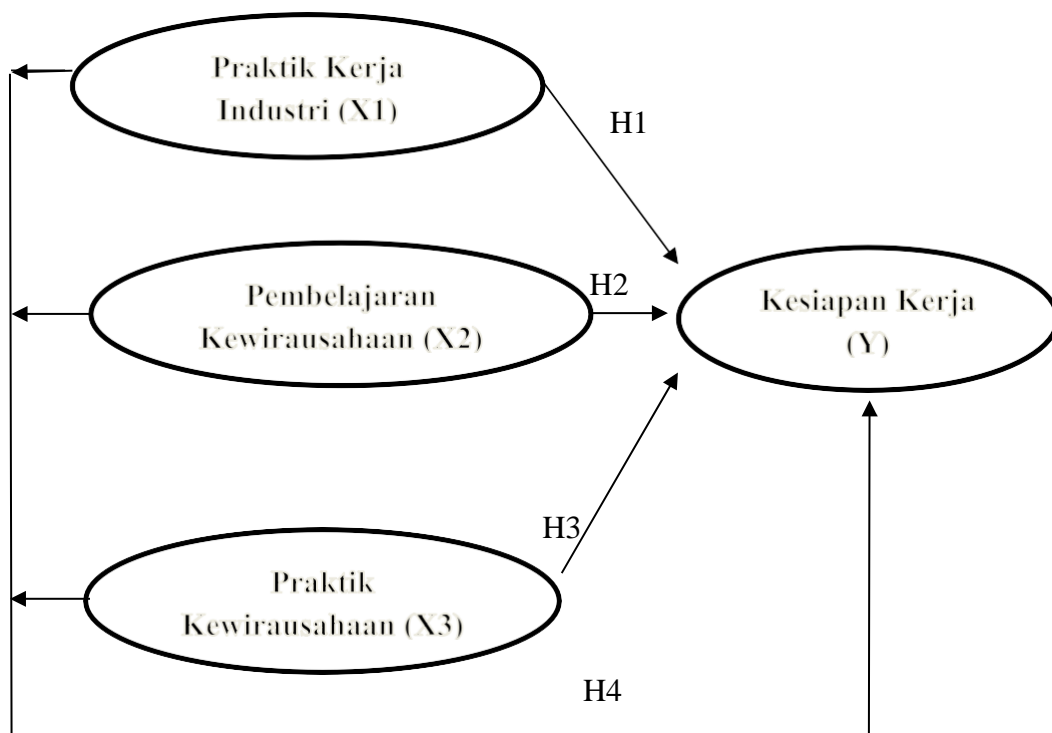 Praktik Kerja
Industri (X1)
H1
Pembelajaran
Kewirausahaan (X2)
H2
Kesiapan Kerja
(Y)
H3
Praktik
Kewirausahaan (X3)
H4